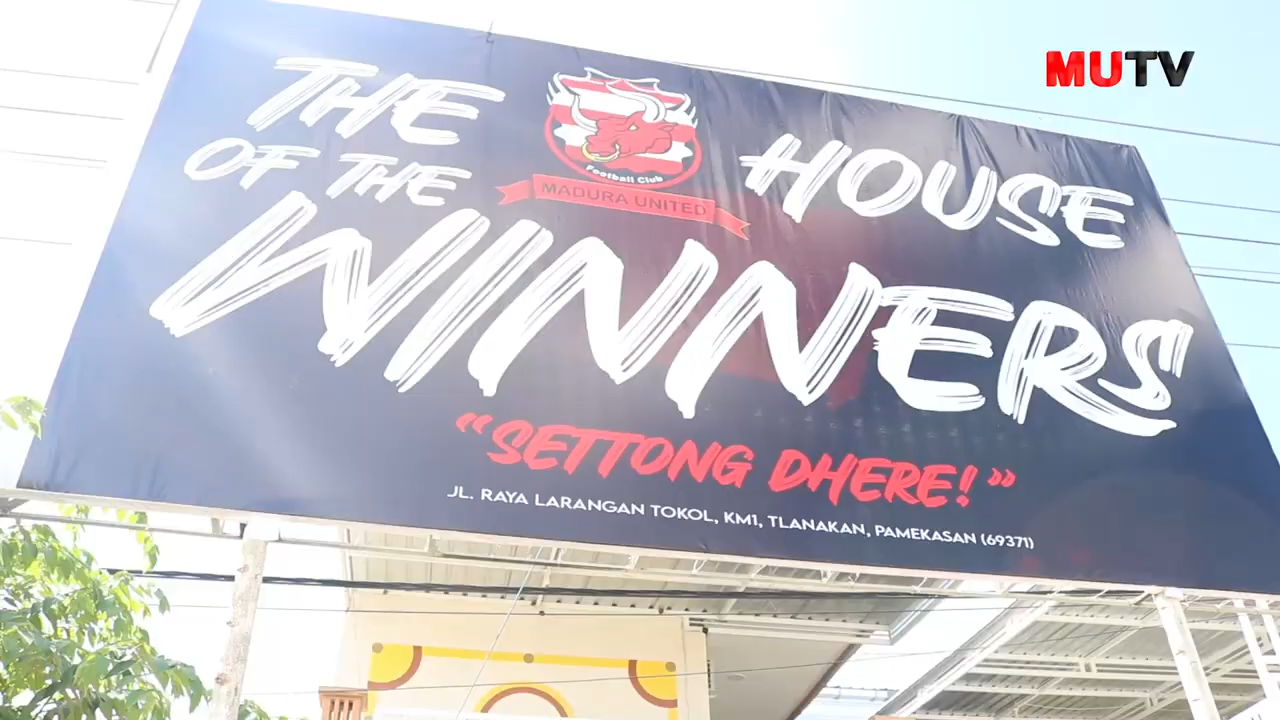 MUTV
THE HOUSE
OF THE
WINNERS
Football Club
MADURA UNITED
"SETTONG DHERE!"
JL. RAYA LARANGAN TOKOL, KM1, TLANAKAN, PAMEKASAN (69371)